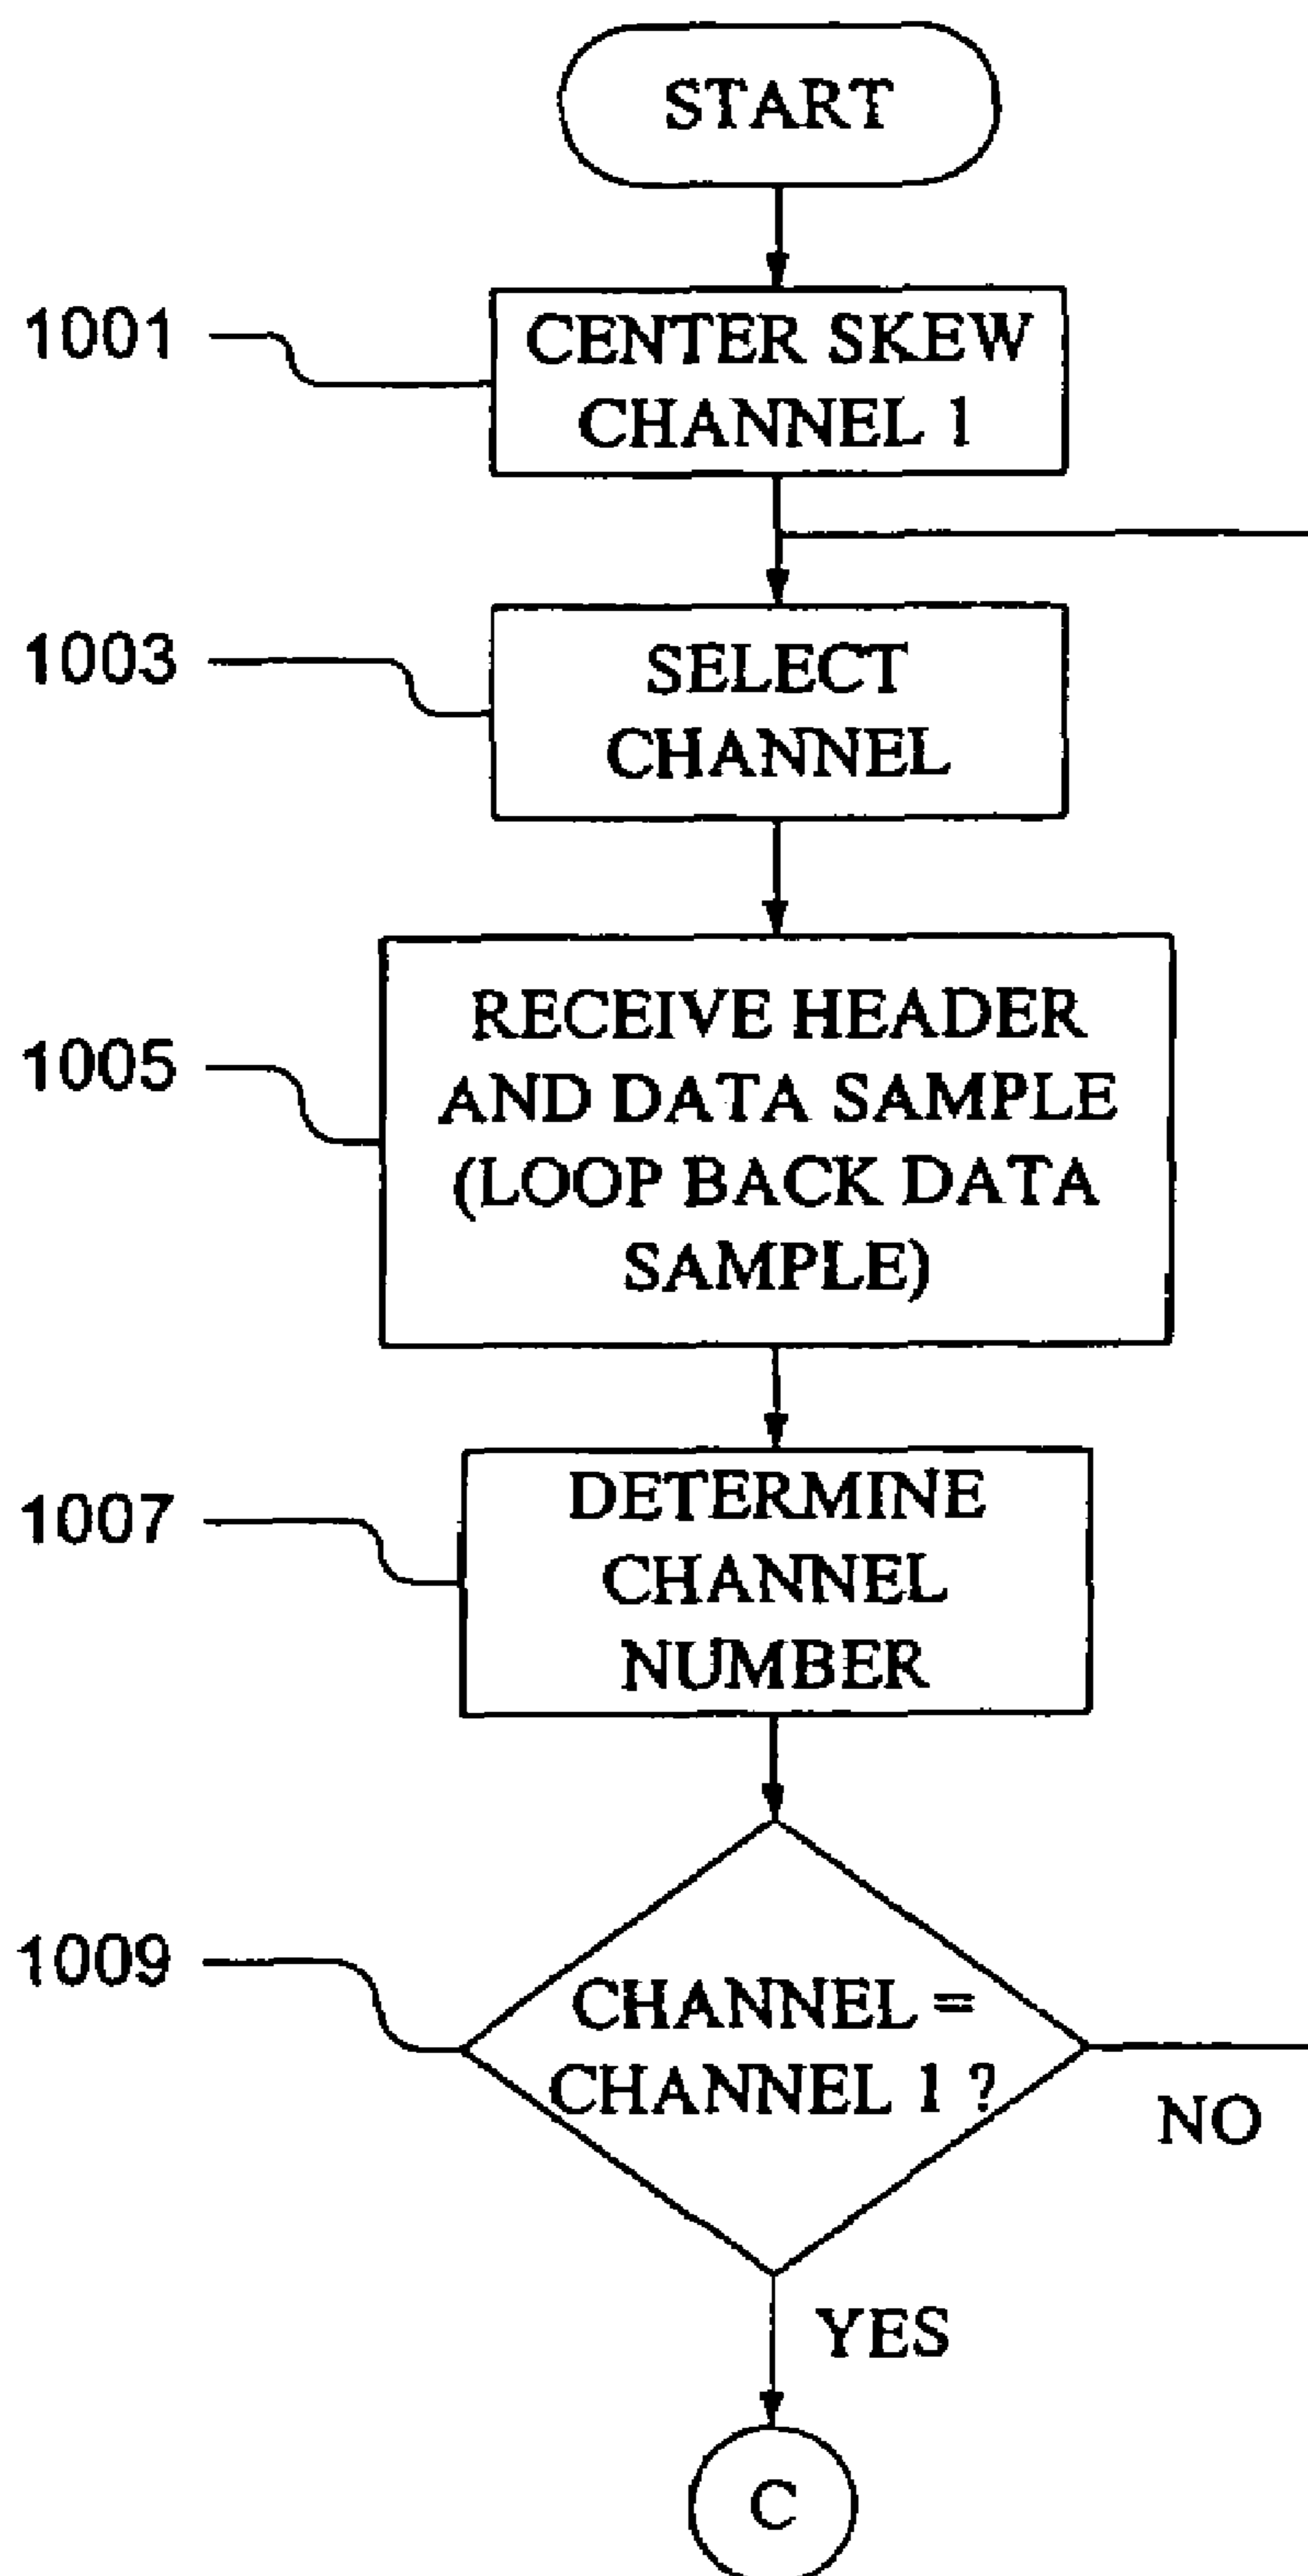 START
1001
CENTER SKEW
CHANNEL 1
1003
SELECT
CHANNEL
1005
RECEIVE HEADER
AND DATA SAMPLE
(LOOP BACK DATA
SAMPLE)
1007
DETERMINE
CHANNEL
NUMBER
1009
CHANNEL =
CHANNEL 1 ?
NO
YES
C